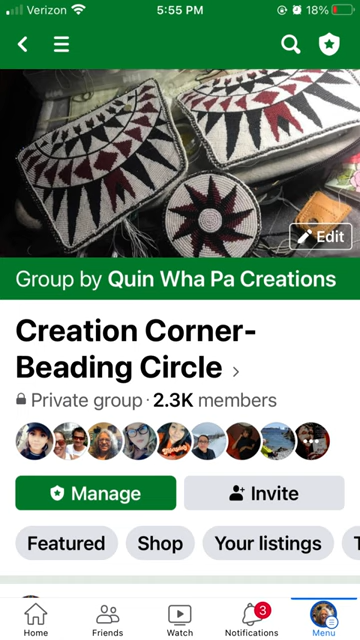 Verizon 5:55 PM 18%
Edit
Group by Quin Wha Pa Creations
Creation Corner-
Beading Circle
Private group · 2.3K members
Manage Invite
Featured Shop Your listings T
3
Home Friends Watch Notifications Menu